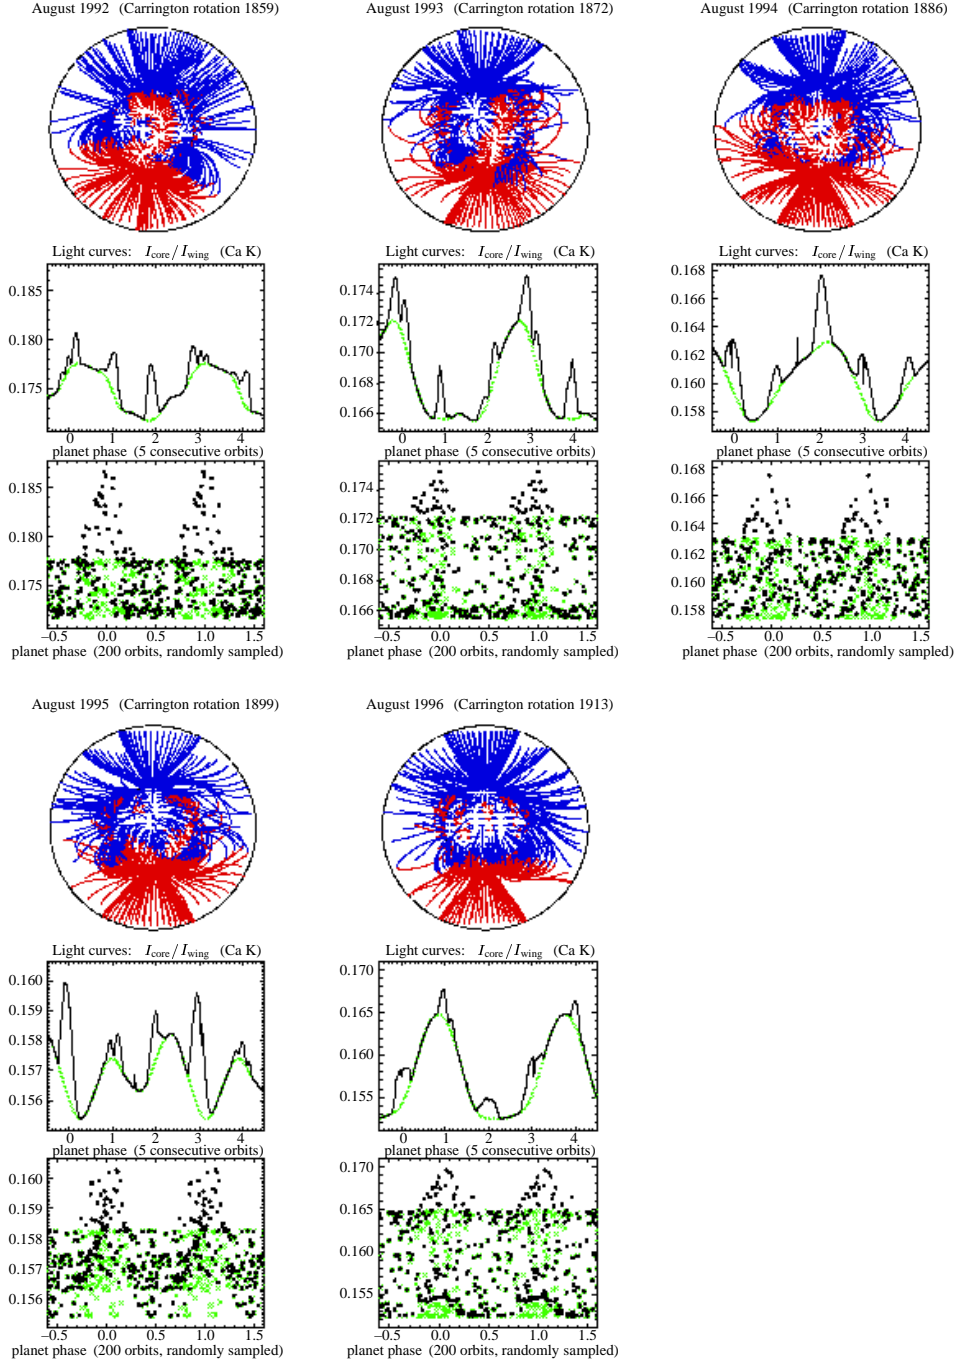 August 1992 (Carrington rotation 1859)
Light curves: I_core/I_wing (Ca K)
0.185
0.180
0.175
0 1 2 3 4
planet phase (5 consecutive orbits)
0.185
0.180
0.175
−0.5 0.0 0.5 1.0 1.5
planet phase (200 orbits, randomly sampled)
August 1993 (Carrington rotation 1872)
Light curves: I_core/I_wing (Ca K)
0.174
0.172
0.170
0.168
0.166
0 1 2 3 4
planet phase (5 consecutive orbits)
0.174
0.172
0.170
0.168
0.166
−0.5 0.0 0.5 1.0 1.5
planet phase (200 orbits, randomly sampled)
August 1994 (Carrington rotation 1886)
Light curves: I_core/I_wing (Ca K)
0.168
0.166
0.164
0.162
0.160
0.158
0 1 2 3 4
planet phase (5 consecutive orbits)
0.168
0.166
0.164
0.162
0.160
0.158
−0.5 0.0 0.5 1.0 1.5
planet phase (200 orbits, randomly sampled)
August 1995 (Carrington rotation 1899)
Light curves: I_core/I_wing (Ca K)
0.160
0.159
0.158
0.157
0.156
0 1 2 3 4
planet phase (5 consecutive orbits)
0.160
0.159
0.158
0.157
0.156
−0.5 0.0 0.5 1.0 1.5
planet phase (200 orbits, randomly sampled)
August 1996 (Carrington rotation 1913)
Light curves: I_core/I_wing (Ca K)
0.170
0.165
0.160
0.155
0 1 2 3 4
planet phase (5 consecutive orbits)
0.170
0.165
0.160
0.155
−0.5 0.0 0.5 1.0 1.5
planet phase (200 orbits, randomly sampled)